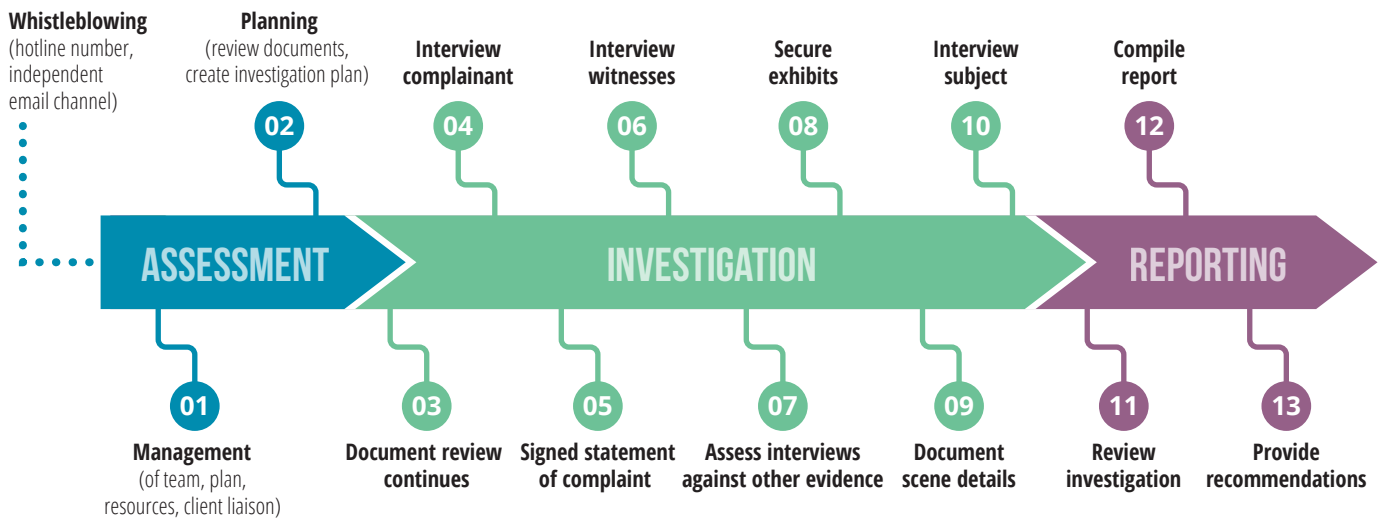 Whistleblowing
(hotline number,
independent
email channel)
Planning
(review documents,
create investigation plan)
02
Interview
complainant
04
Interview
witnesses
06
Secure
exhibits
08
Interview
subject
10
Compile
report
12
ASSESSMENT
INVESTIGATION
REPORTING
01
Management
(of team, plan,
resources, client liaison)
03
Document review
continues
05
Signed statement
of complaint
07
Assess interviews
against other evidence
09
Document
scene details
11
Review
investigation
13
Provide
recommendations